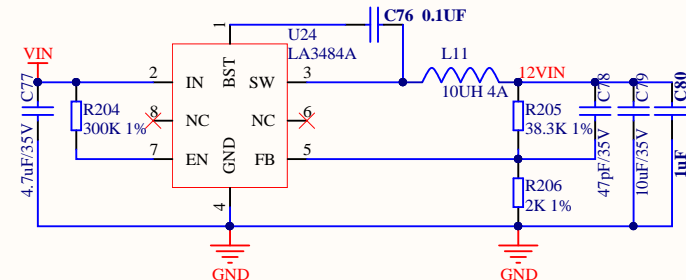 C76 0.1UF
1
U24
LA3484A
VIN
C77
4.7uF/35V
R204
300K 1%
2
IN
BST
SW
3
8
NC
NC
6
7
EN
GND
FB
5
4
L11
10UH 4A
12VIN
R205
38.3K 1%
R206
2K 1%
C78
47pF/35V
C79
10uF/35V
C80
1uF
GND
GND